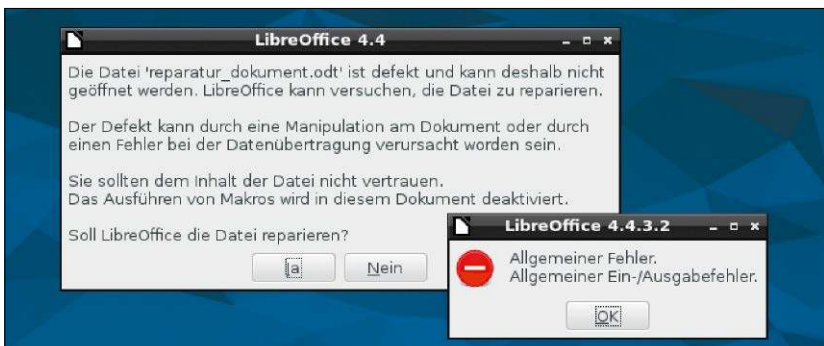 LibreOffice 4.4
Die Datei 'reparatur_dokument.odt' ist defekt und kann deshalb nicht
geöffnet werden. LibreOffice kann versuchen, die Datei zu reparieren.
Der Defekt kann durch eine Manipulation am Dokument oder durch
einen Fehler bei der Datenübertragung verursacht worden sein.
Sie sollten dem Inhalt der Datei nicht vertrauen.
Das Ausführen von Makros wird in diesem Dokument deaktiviert.
Soll LibreOffice die Datei reparieren?
Ja
Nein
LibreOffice 4.4.3.2
Allgemeiner Fehler.
Allgemeiner Ein-/Ausgabefehler.
OK